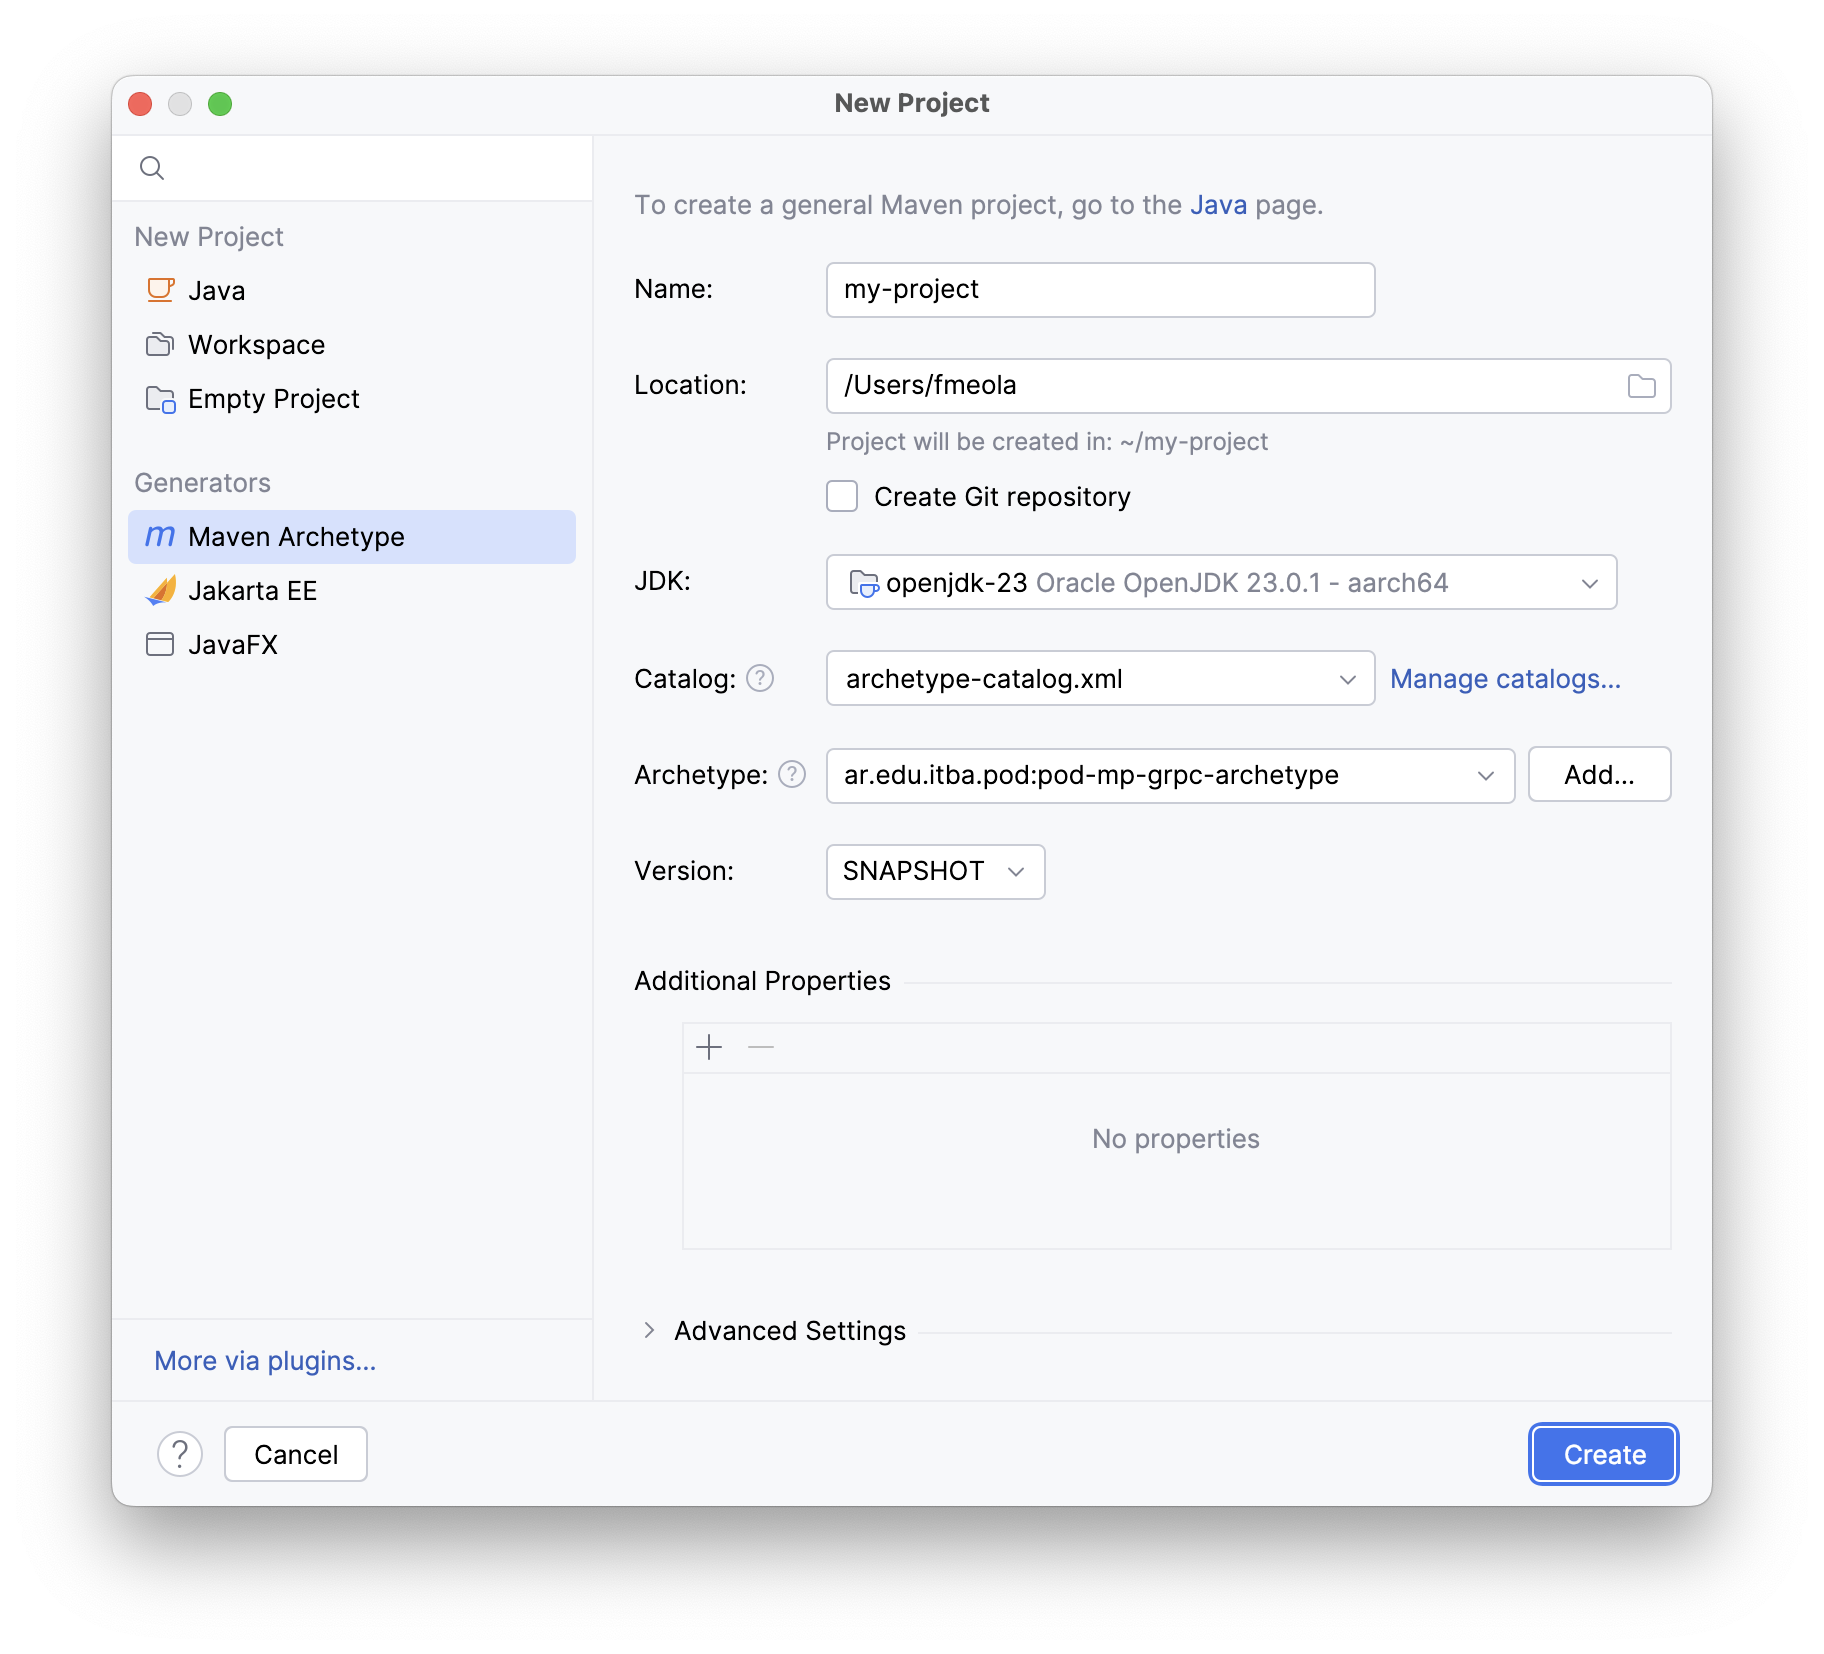 New Project
New Project
Java
Workspace
Empty Project
Generators
Maven Archetype
Jakarta EE
JavaFX
More via plugins...
To create a general Maven project, go to the Java page.
Name: my-project
Location: /Users/fmeola
Project will be created in: ~/my-project
Create Git repository
JDK: openjdk-23 Oracle OpenJDK 23.0.1 - aarch64
Catalog: ? archetype-catalog.xml Manage catalogs...
Archetype: ? ar.edu.itba.pod:pod-mp-grpc-archetype Add...
Version: SNAPSHOT
Additional Properties
No properties
Advanced Settings
? Cancel Create